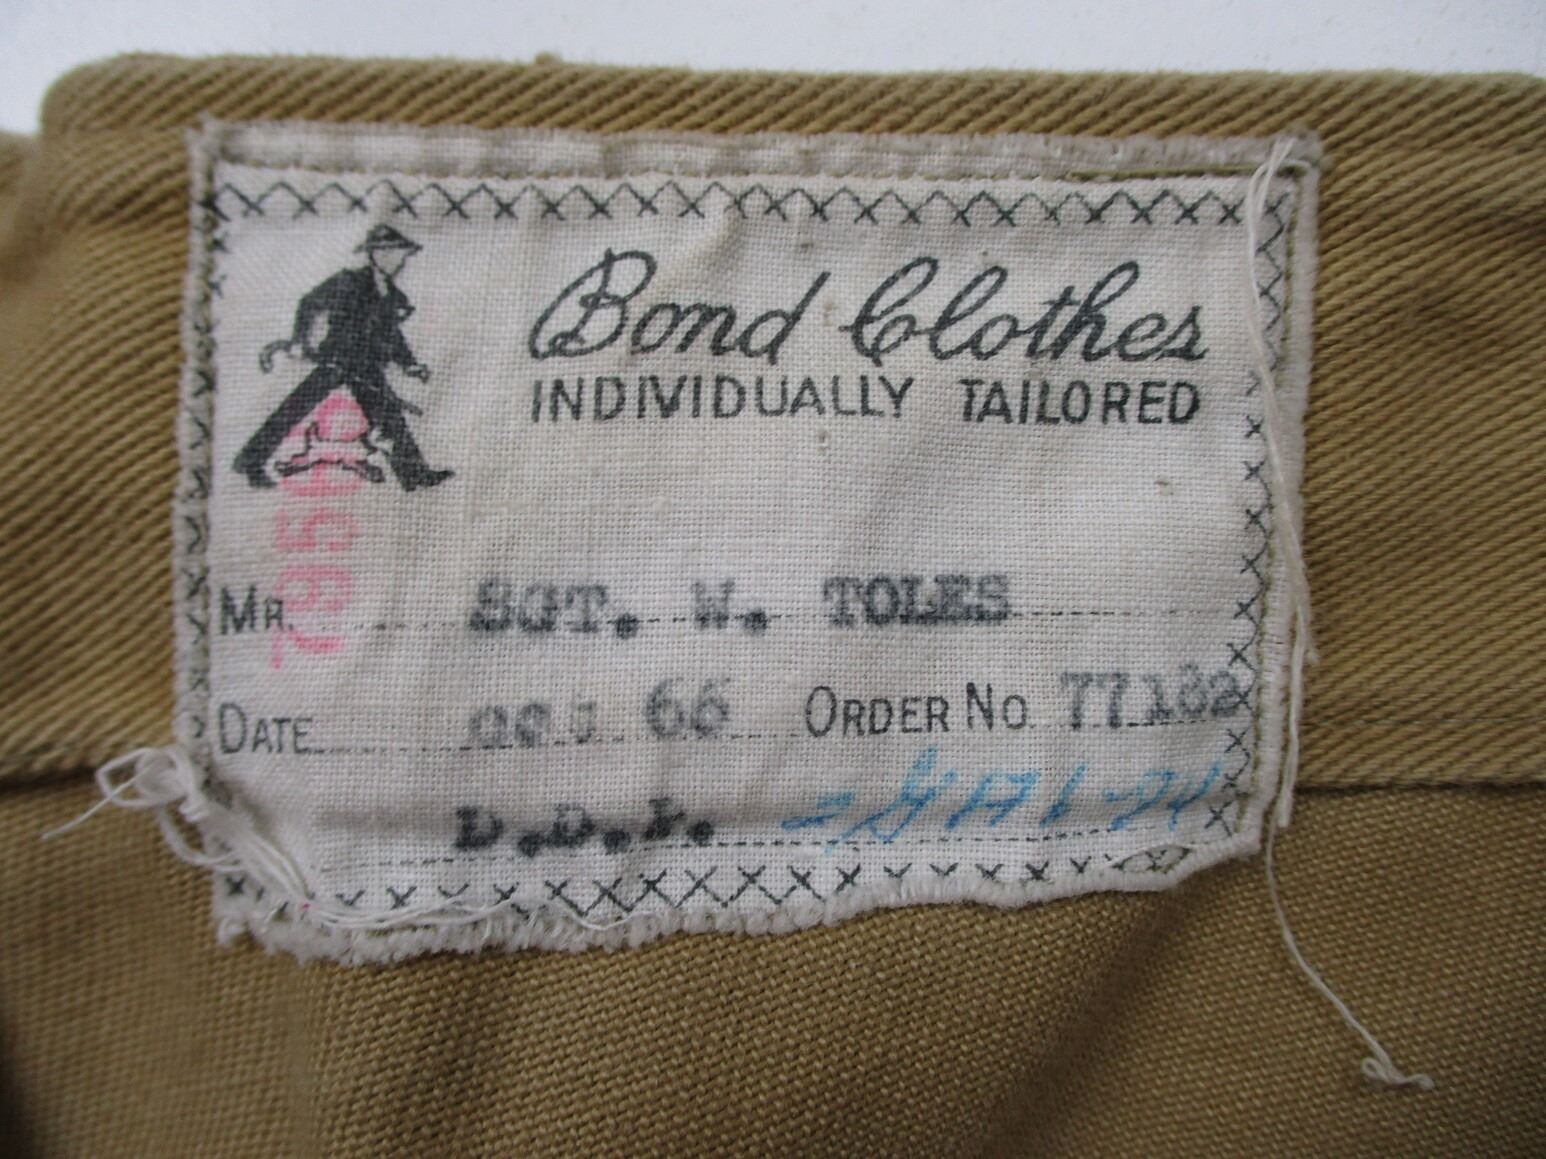 Bond Clothes
INDIVIDUALLY TAILORED
MR. SGT. W. TOLES
DATE 66 ORDER NO. 77182
D.D.